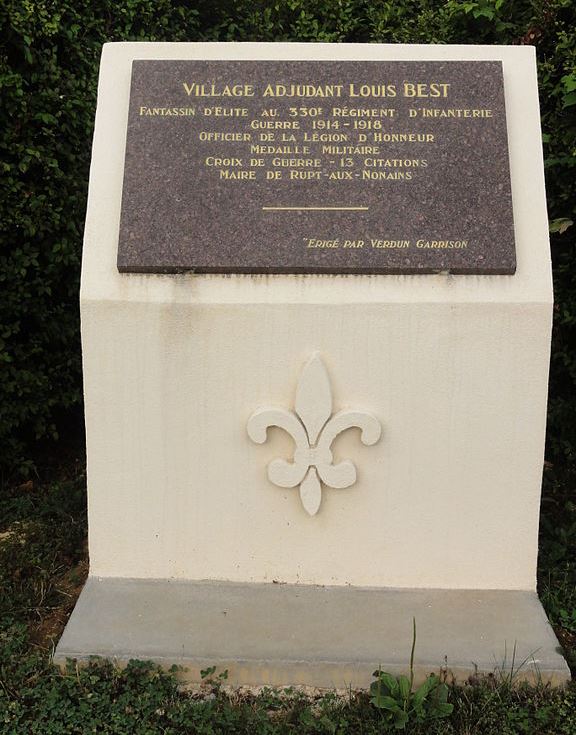 VILLAGE ADJUDANT LOUIS BEST
FANTASSIN D'ELITE AU 330E RÉGIMENT D'INFANTERIE
GUERRE 1914-1918
OFFICIER DE LA LÉGION D'HONNEUR
MEDAILLE MILITAIRE
CROIX DE GUERRE - 13 CITATIONS
MAIRE DE RUPT-AUX-NONAINS
"ERIGÉ PAR VERDUN GARRISON